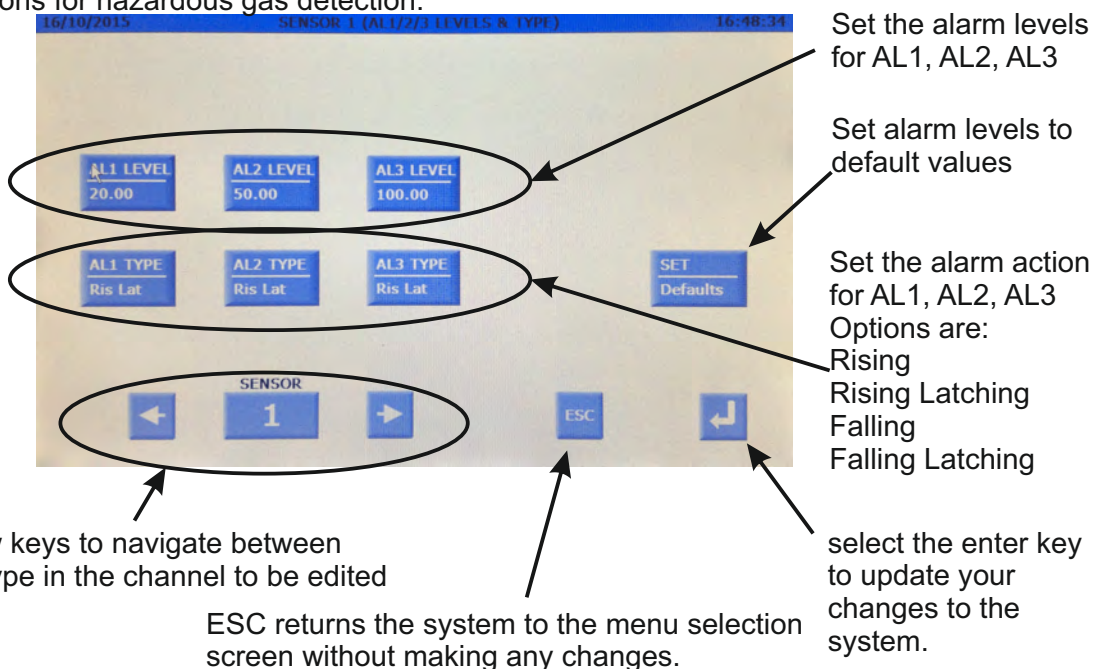 ons for hazardous gas detection.
16/10/2015 SENSOR 1 (AL1/2/3 LEVELS & TYPE) 16:48:34
Set the alarm levels
for AL1, AL2, AL3
Set alarm levels to
default values
AL1 LEVEL
20.00
AL2 LEVEL
50.00
AL3 LEVEL
100.00
AL1 TYPE
Ris Lat
AL2 TYPE
Ris Lat
AL3 TYPE
Ris Lat
SET
Defaults
Set the alarm action
for AL1, AL2, AL3
Options are:
Rising
Rising Latching
Falling
Falling Latching
SENSOR
1
ESC
keys to navigate between
ype in the channel to be edited
ESC returns the system to the menu selection
screen without making any changes.
select the enter key
to update your
changes to the
system.